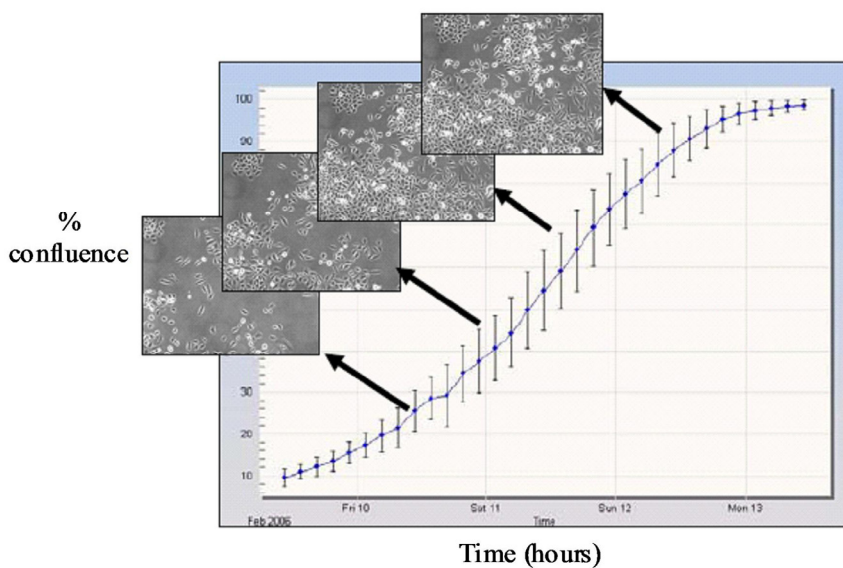 100
90
%
confluence
30
20
10
Fri 10
Sat 11
Sun 12
Mon 13
Feb 2006
Time
Time (hours)